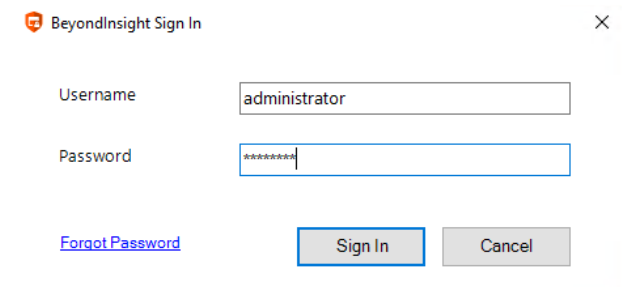 BeyondInsight Sign In
Username
administrator
Password
********
Forgot Password
Sign In
Cancel